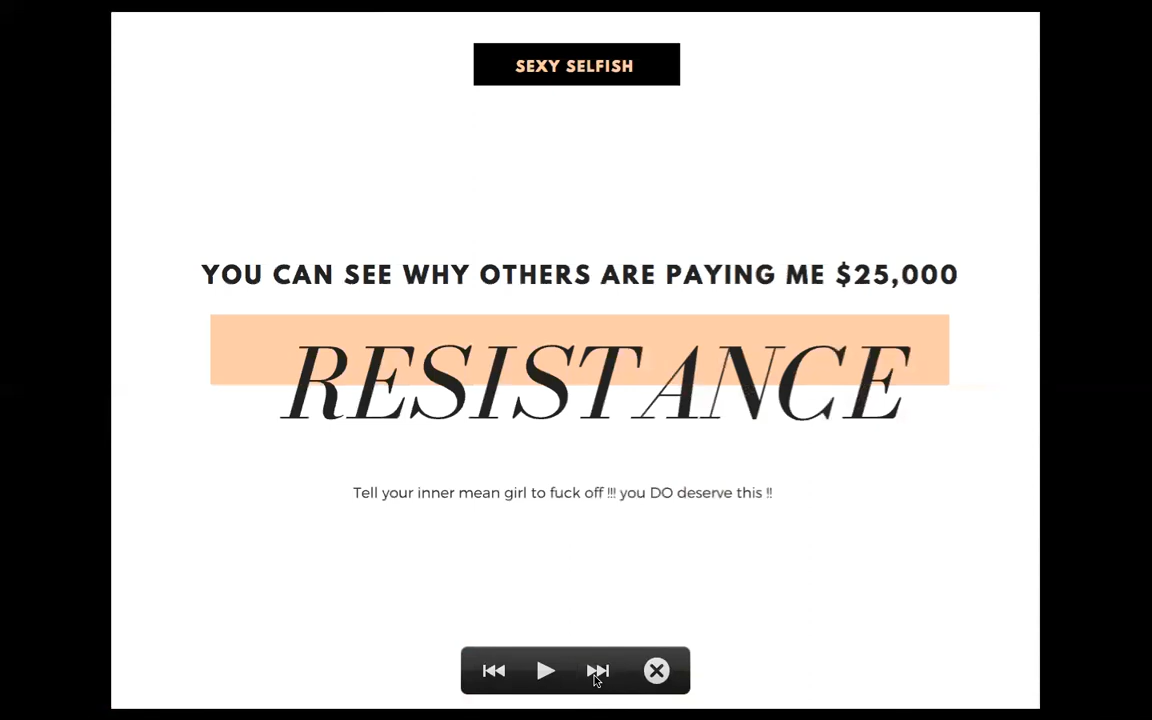 SEXY SELFISH
YOU CAN SEE WHY OTHERS ARE PAYING ME $25,000
RESISTANCE
Tell your inner mean girl to fuck off !!! you DO deserve this !!